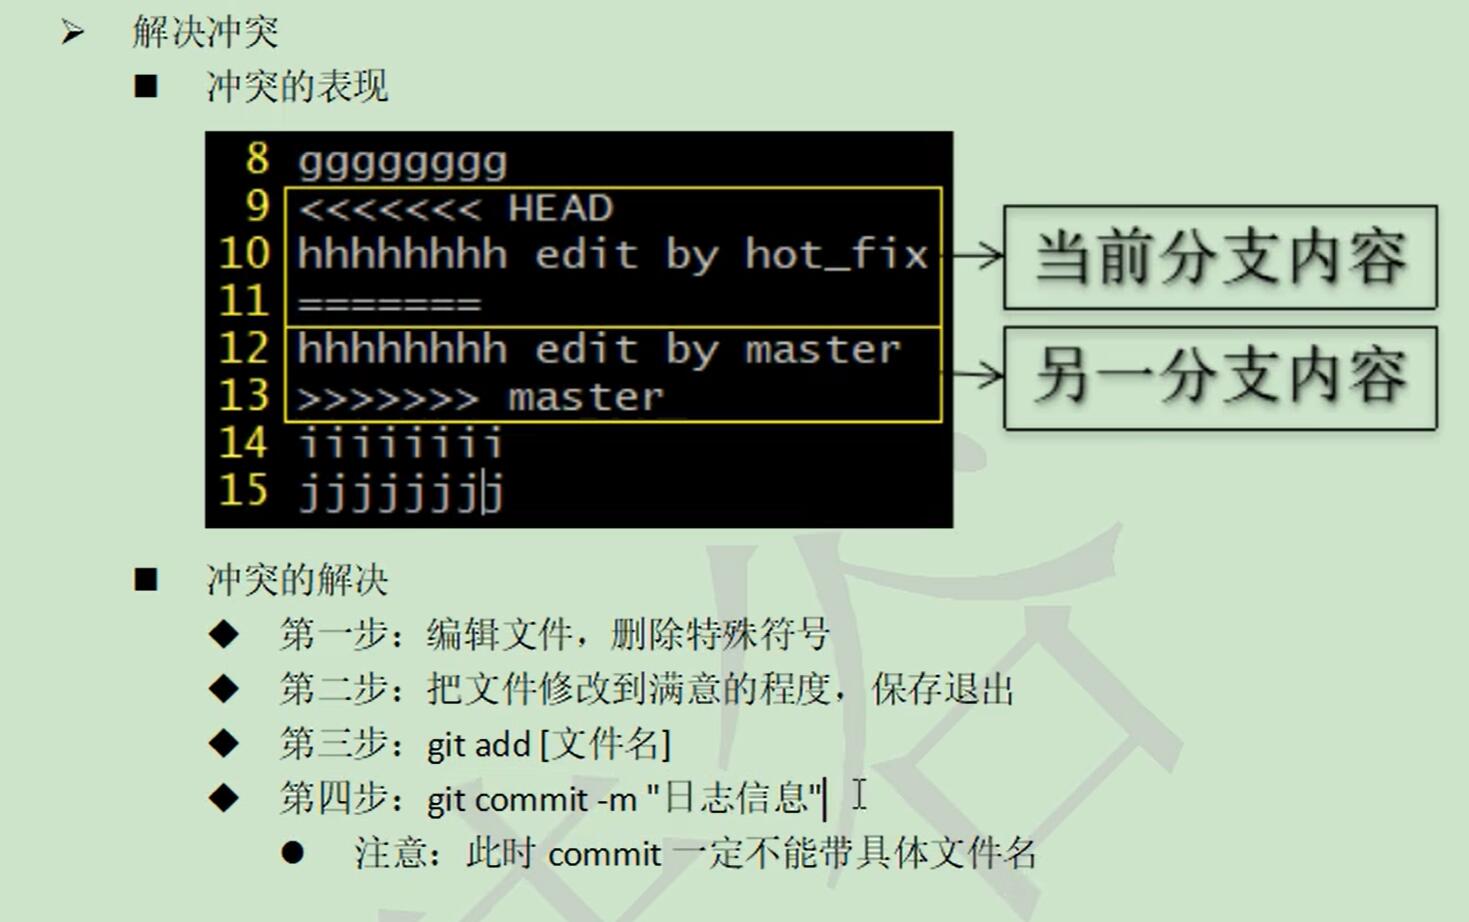 解决冲突
冲突的表现
8 gggggggg
9 <<<<<<< HEAD
10 hhhhhhhh edit by hot_fix
11 =======
当前分支内容
12 hhhhhhhh edit by master
13 >>>>>>> master
另一分支内容
14 iiiiiiii
15 jjjjjjjj
冲突的解决
第一步：编辑文件，删除特殊符号
第二步：把文件修改到满意的程度，保存退出
第三步：git add [文件名]
第四步：git commit -m "日志信息"
注意：此时 commit 一定不能带具体文件名